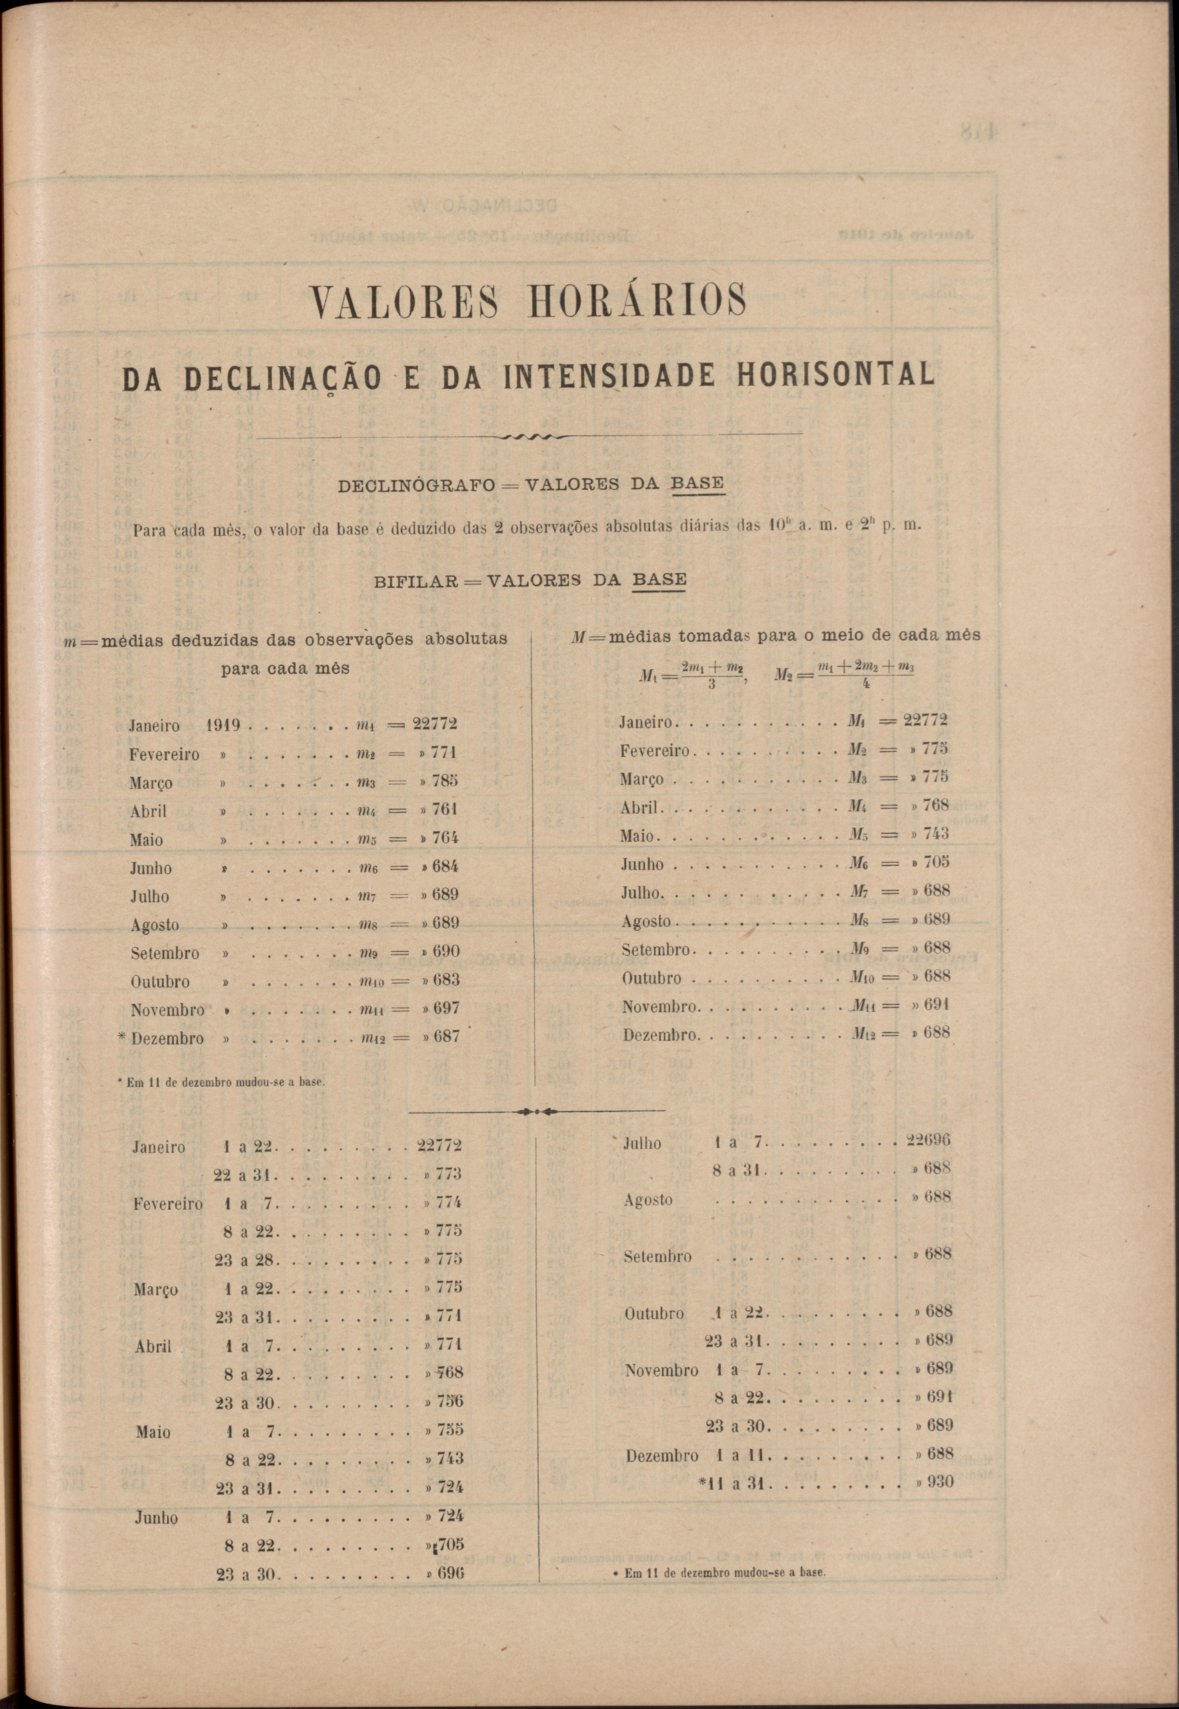 VALORES HORÁRIOS
DA DECLINAÇÃO E DA INTENSIDADE HORISONTAL
DECLINÓGRAFO = VALORES DA BASE
Para cada mês, o valor da base é deduzido das 2 observações absolutas diárias das 10h a. m. e 2h p. m.
BIFILAR = VALORES DA BASE
m = médias deduzidas das observações absolutas
para cada mês
Janeiro 1919 . . . . . . . m1 = 22772
Fevereiro » . . . . . . . m2 = » 771
Março » . . . . . . . m3 = » 785
Abril » . . . . . . . m4 = » 761
Maio » . . . . . . . m5 = » 764
Junho » . . . . . . . m6 = » 684
Julho » . . . . . . . m7 = » 689
Agosto » . . . . . . . m8 = » 689
Setembro » . . . . . . . m9 = » 690
Outubro » . . . . . . . m10 = » 683
Novembro » . . . . . . . m11 = » 697
* Dezembro » . . . . . . . m12 = » 687
* Em 11 de dezembro mudou-se a base.
M = médias tomadas para o meio de cada mês
M1 = (2m1 + m2)/3, M2 = (m1 + 2m2 + m3)/4
Janeiro. . . . . . . . . . . M1 = 22772
Fevereiro. . . . . . . . . . M2 = » 775
Março . . . . . . . . . . . M3 = » 775
Abril. . . . . . . . . . . . M4 = » 768
Maio. . . . . . . . . . . . M5 = » 743
Junho . . . . . . . . . . . M6 = » 705
Julho. . . . . . . . . . . . M7 = » 688
Agosto . . . . . . . . . . . M8 = » 689
Setembro. . . . . . . . . . M9 = » 688
Outubro . . . . . . . . . . M10 = » 688
Novembro. . . . . . . . . . M11 = » 691
Dezembro. . . . . . . . . . M12 = » 688
Janeiro 1 a 22. . . . . . . . . 22772
22 a 31. . . . . . . . . » 773
Fevereiro 1 a 7. . . . . . . . . » 774
8 a 22. . . . . . . . . » 775
23 a 28. . . . . . . . . » 775
Março 1 a 22. . . . . . . . . » 775
23 a 31. . . . . . . . . » 771
Abril 1 a 7. . . . . . . . . » 771
8 a 22. . . . . . . . . » 768
23 a 30. . . . . . . . . » 756
Maio 1 a 7. . . . . . . . . » 755
8 a 22. . . . . . . . . » 743
23 a 31. . . . . . . . . » 724
Junho 1 a 7. . . . . . . . . » 724
8 a 22. . . . . . . . . » 705
23 a 30. . . . . . . . . » 696
Julho 1 a 7. . . . . . . . . 22696
8 a 31. . . . . . . . . » 688
Agosto . . . . . . . . . . . . » 688
Setembro . . . . . . . . . . . . » 688
Outubro 1 a 22. . . . . . . . . » 688
23 a 31. . . . . . . . . » 689
Novembro 1 a 7. . . . . . . . . » 689
8 a 22. . . . . . . . . » 691
23 a 30. . . . . . . . . » 689
Dezembro 1 a 11. . . . . . . . . » 688
*11 a 31. . . . . . . . . » 930
* Em 11 de dezembro mudou-se a base.